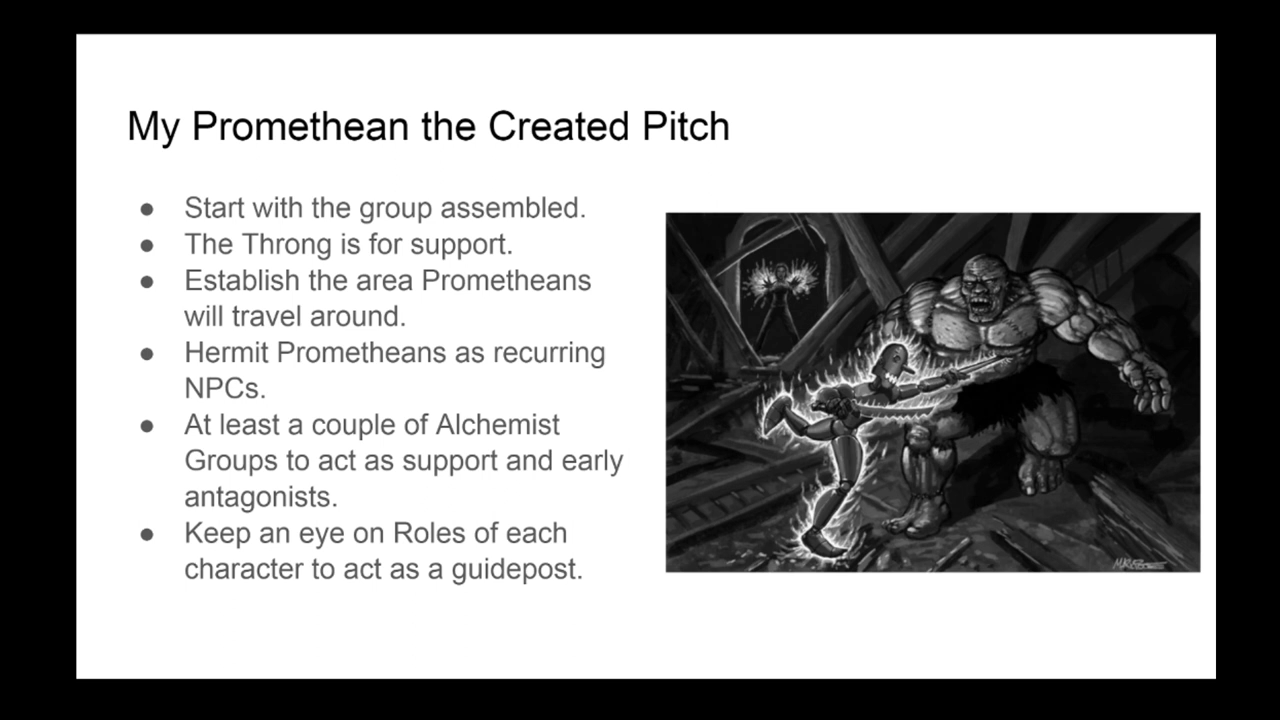 My Promethean the Created Pitch
● Start with the group assembled.
● The Throng is for support.
● Establish the area Prometheans
will travel around.
● Hermit Prometheans as recurring
NPCs.
● At least a couple of Alchemist
Groups to act as support and early
antagonists.
● Keep an eye on Roles of each
character to act as a guidepost.